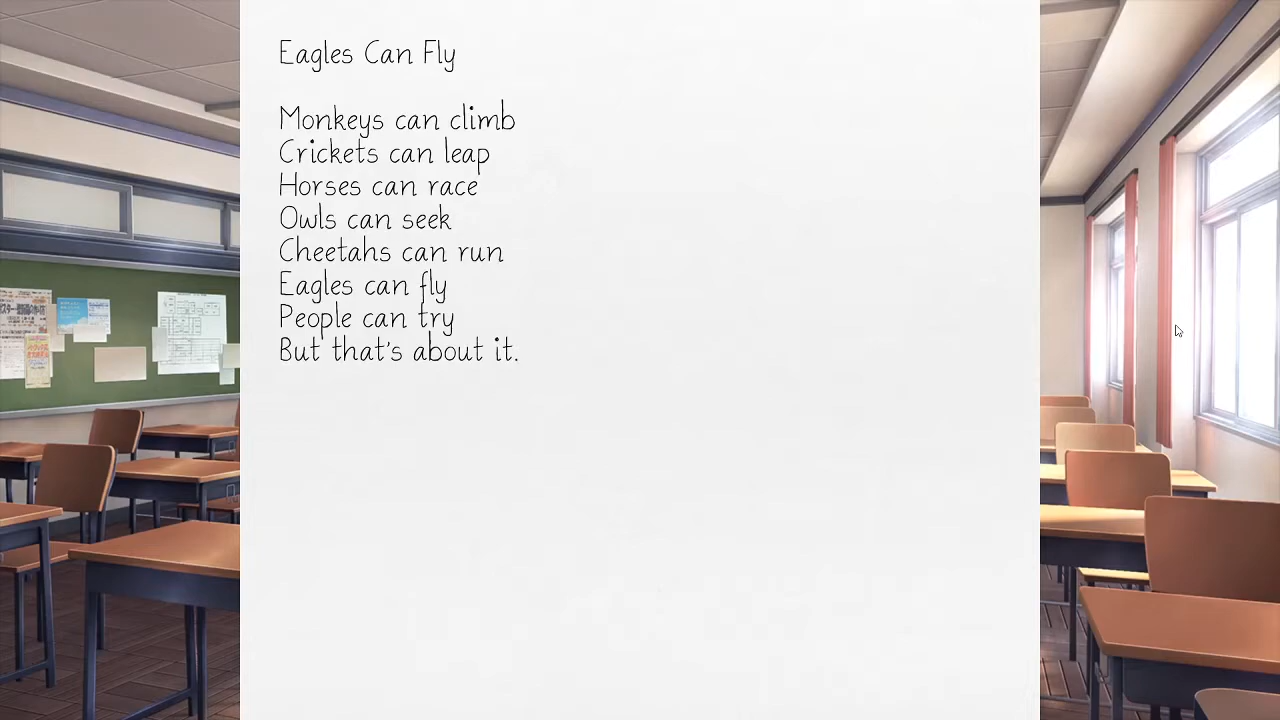 Eagles Can Fly
Monkeys can climb
Crickets can leap
Horses can race
Owls can seek
Cheetahs can run
Eagles can fly
People can try
But that's about it.